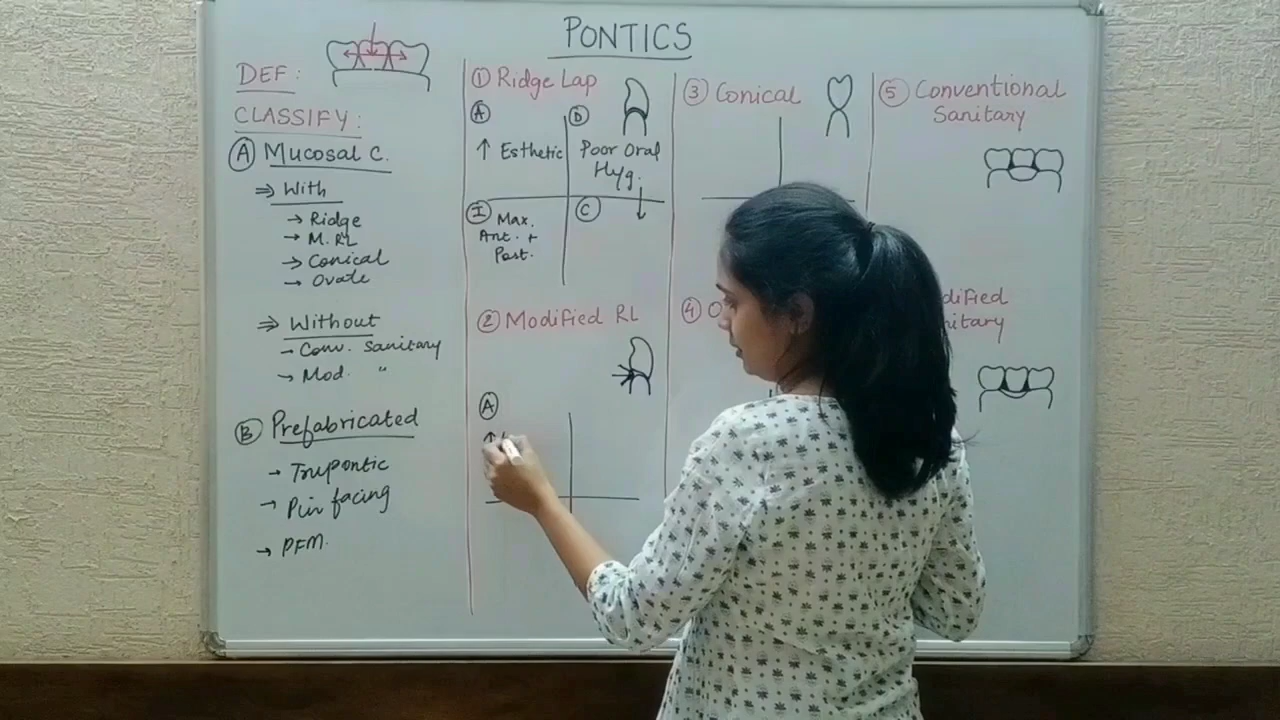 PONTICS
DEF:
CLASSIFY:
Ⓐ Mucosal C.
⇒ With
→ Ridge
→ M. RL
→ Conical
→ Ovate
⇒ Without
→ Conv. Sanitary
→ Mod. "
Ⓑ Prefabricated
→ Trupontic
→ Pin facing
→ PFM.
① Ridge Lap
Ⓐ
↑ Esthetic
Ⓓ
Poor Oral
Hyg.
Ⓘ Max.
Ant. +
Post.
Ⓒ
② Modified RL
Ⓐ
↑
③ Conical
④ O
⑤ Conventional
Sanitary
dified
nitary